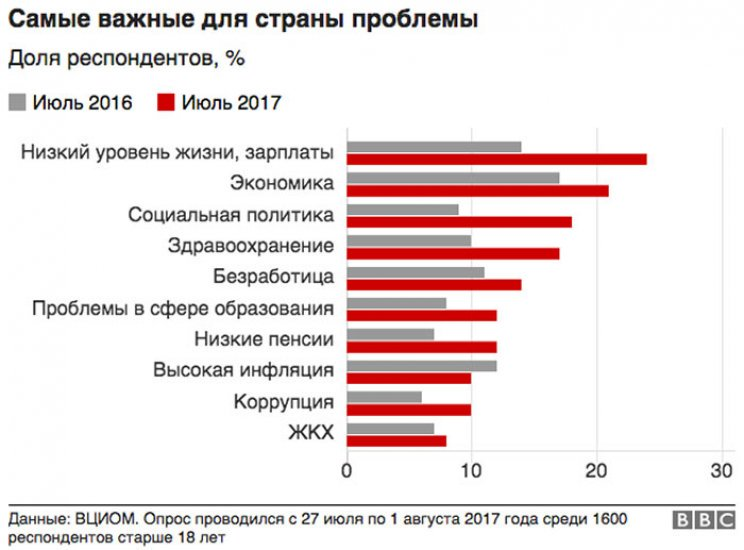 Самые важные для страны проблемы
Доля респондентов, %
Июль 2016 Июль 2017
Низкий уровень жизни, зарплаты
Экономика
Социальная политика
Здравоохранение
Безработица
Проблемы в сфере образования
Низкие пенсии
Высокая инфляция
Коррупция
ЖКХ
0 10 20 30
Данные: ВЦИОМ. Опрос проводился с 27 июля по 1 августа 2017 года среди 1600
респондентов старше 18 лет
BBC